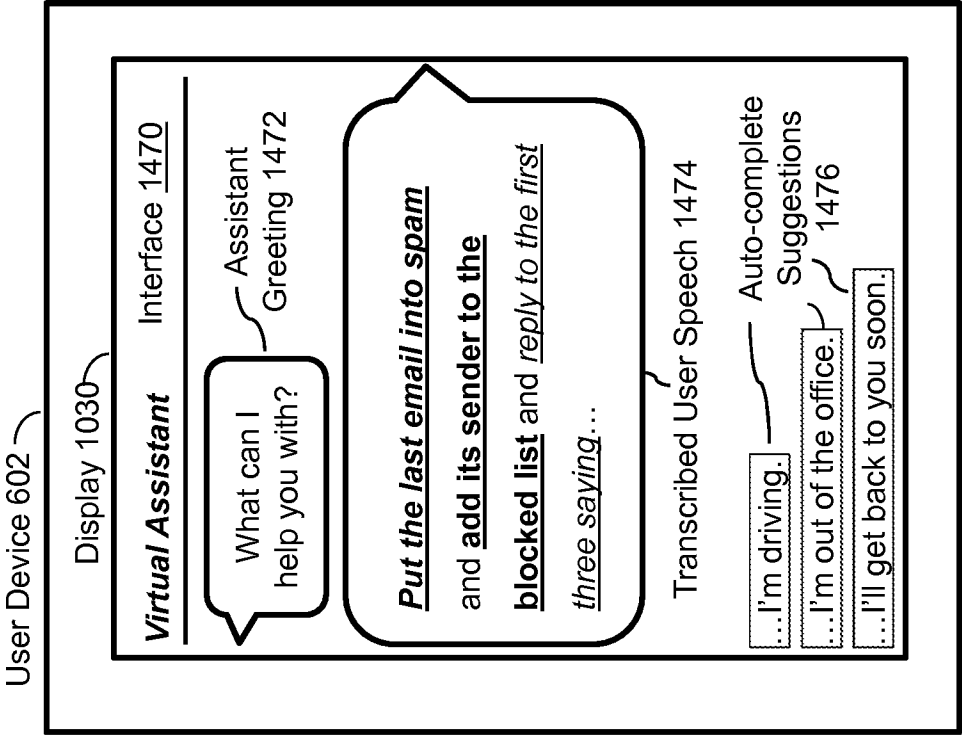 User Device 602
Display 1030
Virtual Assistant Interface 1470
What can I
help you with?
Assistant
Greeting 1472
Put the last email into spam
and add its sender to the
blocked list and reply to the first
three saying…
Transcribed User Speech 1474
Auto-complete
Suggestions
1476
....I'm driving.
....I'm out of the office.
....I'll get back to you soon.